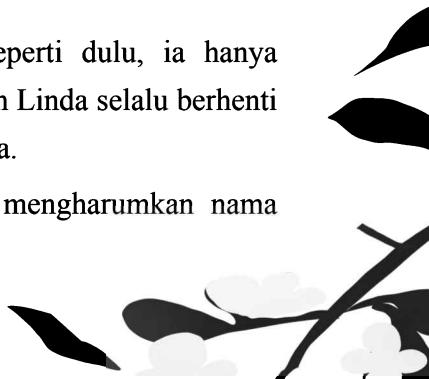 eperti dulu, ia hanya
Linda selalu berhenti
a.
mengharumkan nama